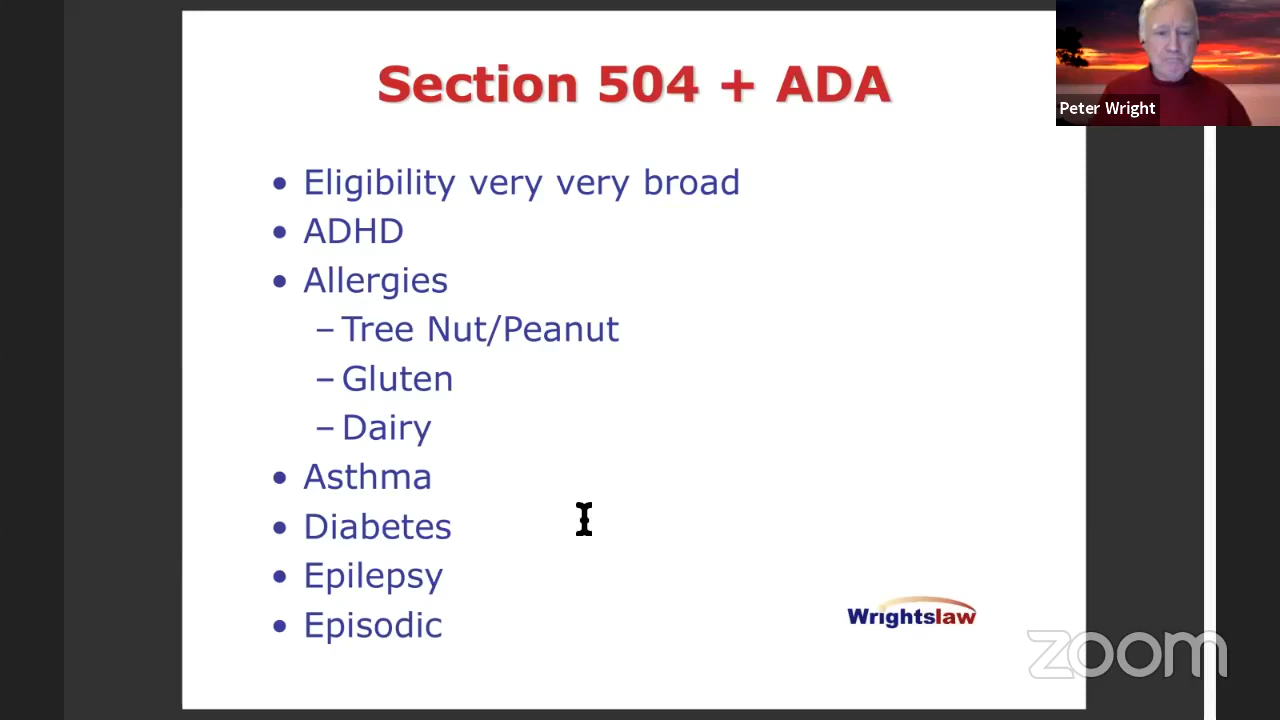 Section 504 + ADA
Peter Wright
• Eligibility very very broad
• ADHD
• Allergies
– Tree Nut/Peanut
– Gluten
– Dairy
• Asthma
• Diabetes
• Epilepsy
• Episodic
Wrightslaw
zoom